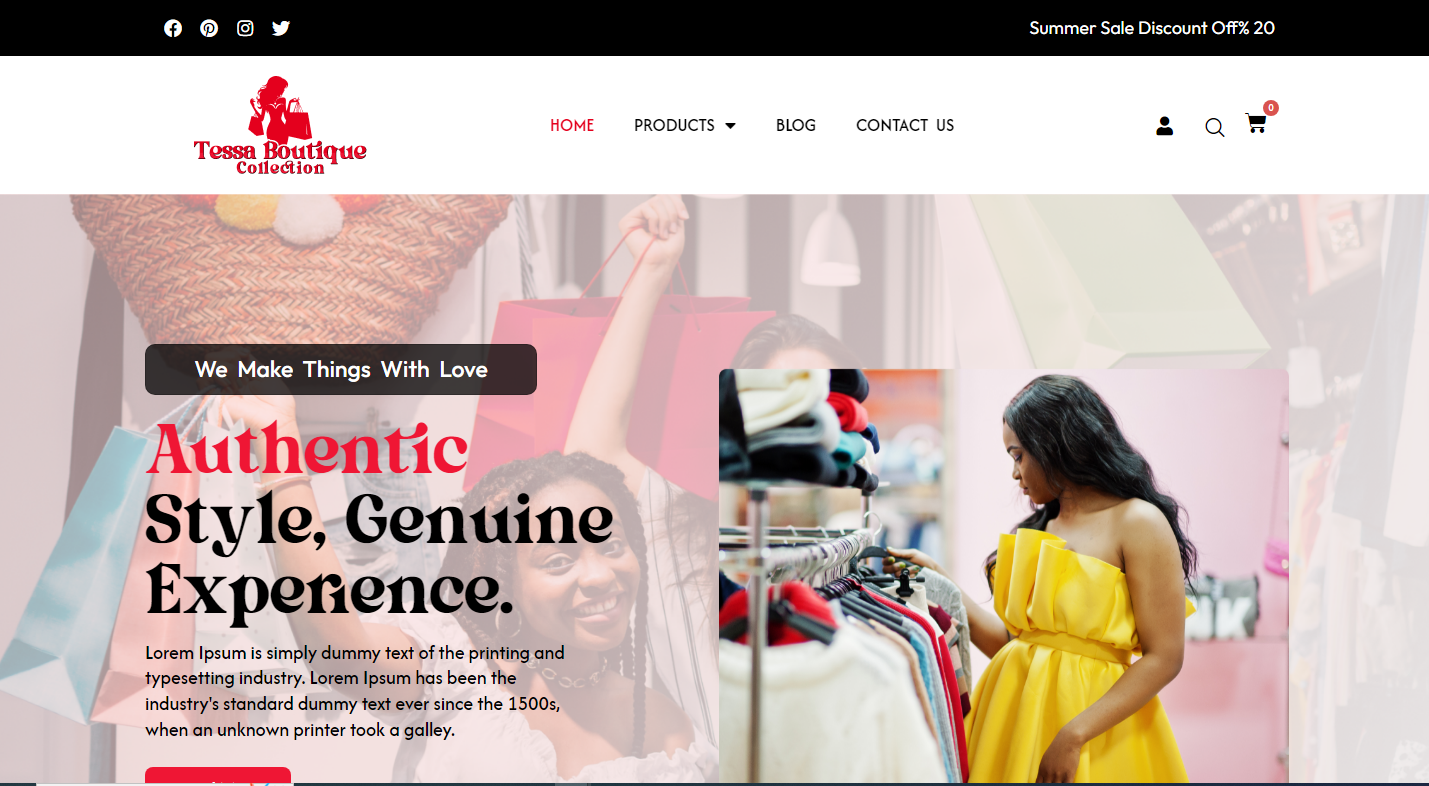 Summer Sale Discount Off% 20
Tessa Boutique
Collection
HOME
PRODUCTS
BLOG
CONTACT US
0
We Make Things With Love
Authentic
Style, Genuine
Experience.
Lorem Ipsum is simply dummy text of the printing and
typesetting industry. Lorem Ipsum has been the
industry's standard dummy text ever since the 1500s,
when an unknown printer took a galley.